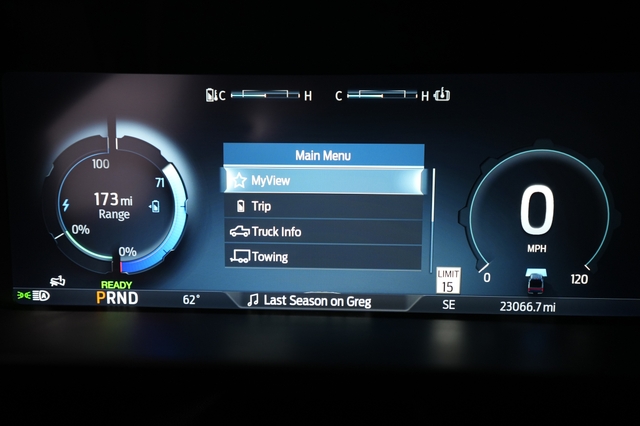 C H C H
Main Menu
MyView
Trip
Truck Info
Towing
100
71
173 mi
Range
0%
0%
0
MPH
0
120
LIMIT
15
READY
PRND
62°
Last Season on Greg
SE
23066.7 mi